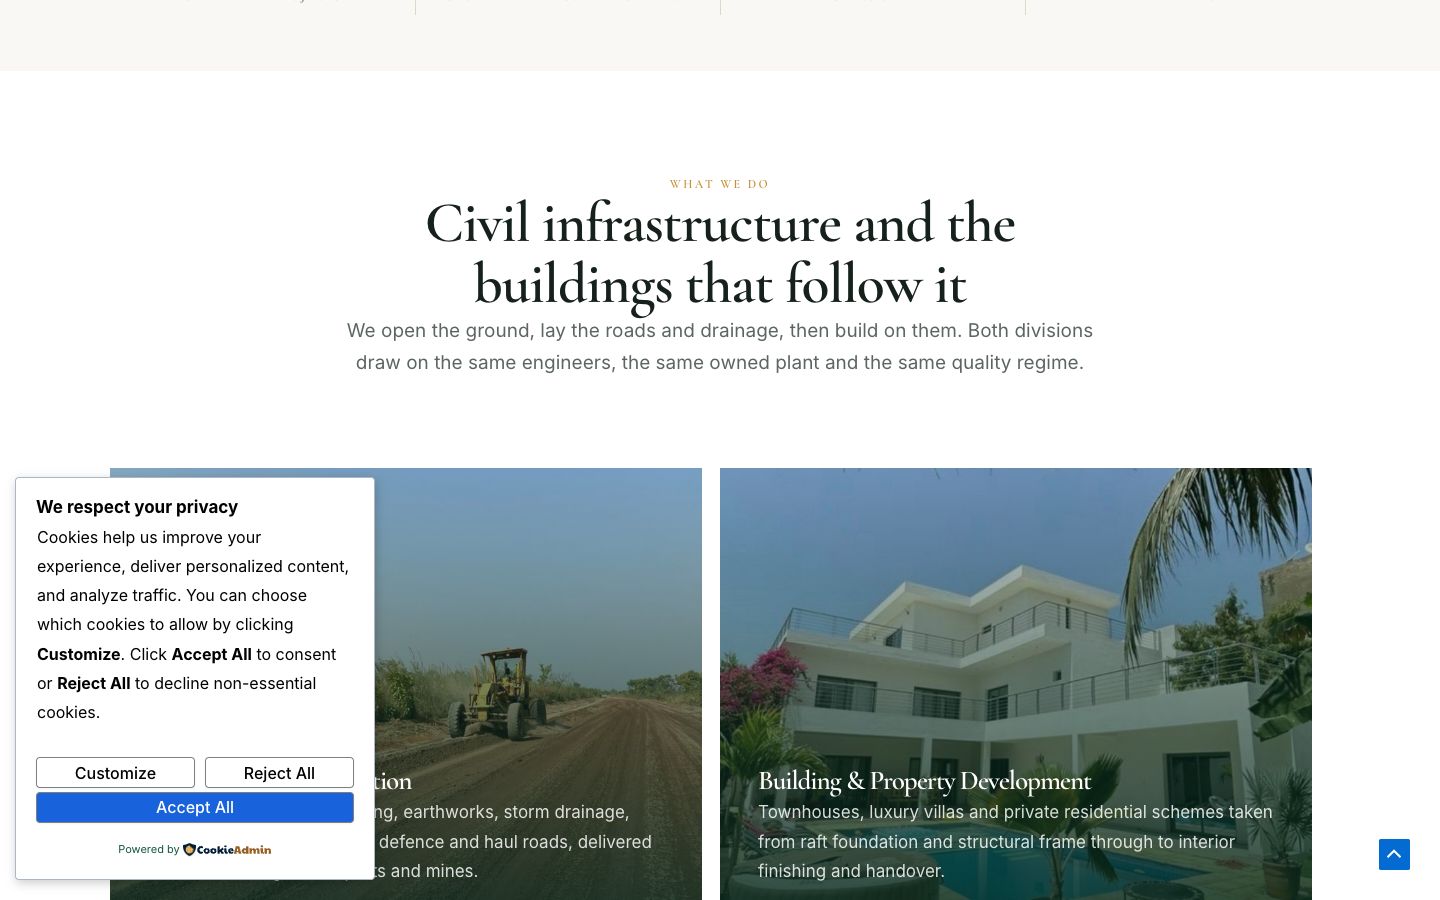 WHAT WE DO
Civil infrastructure and the
buildings that follow it
We open the ground, lay the roads and drainage, then build on them. Both divisions
draw on the same engineers, the same owned plant and the same quality regime.
We respect your privacy
Cookies help us improve your
experience, deliver personalized content,
and analyze traffic. You can choose
which cookies to allow by clicking
Customize. Click Accept All to consent
or Reject All to decline non-essential
cookies.
Customize
Reject All
Accept All
Powered by CookieAdmin
earthworks, storm drainage,
defence and haul roads, delivered
and mines.
Building & Property Development
Townhouses, luxury villas and private residential schemes taken
from raft foundation and structural frame through to interior
finishing and handover.